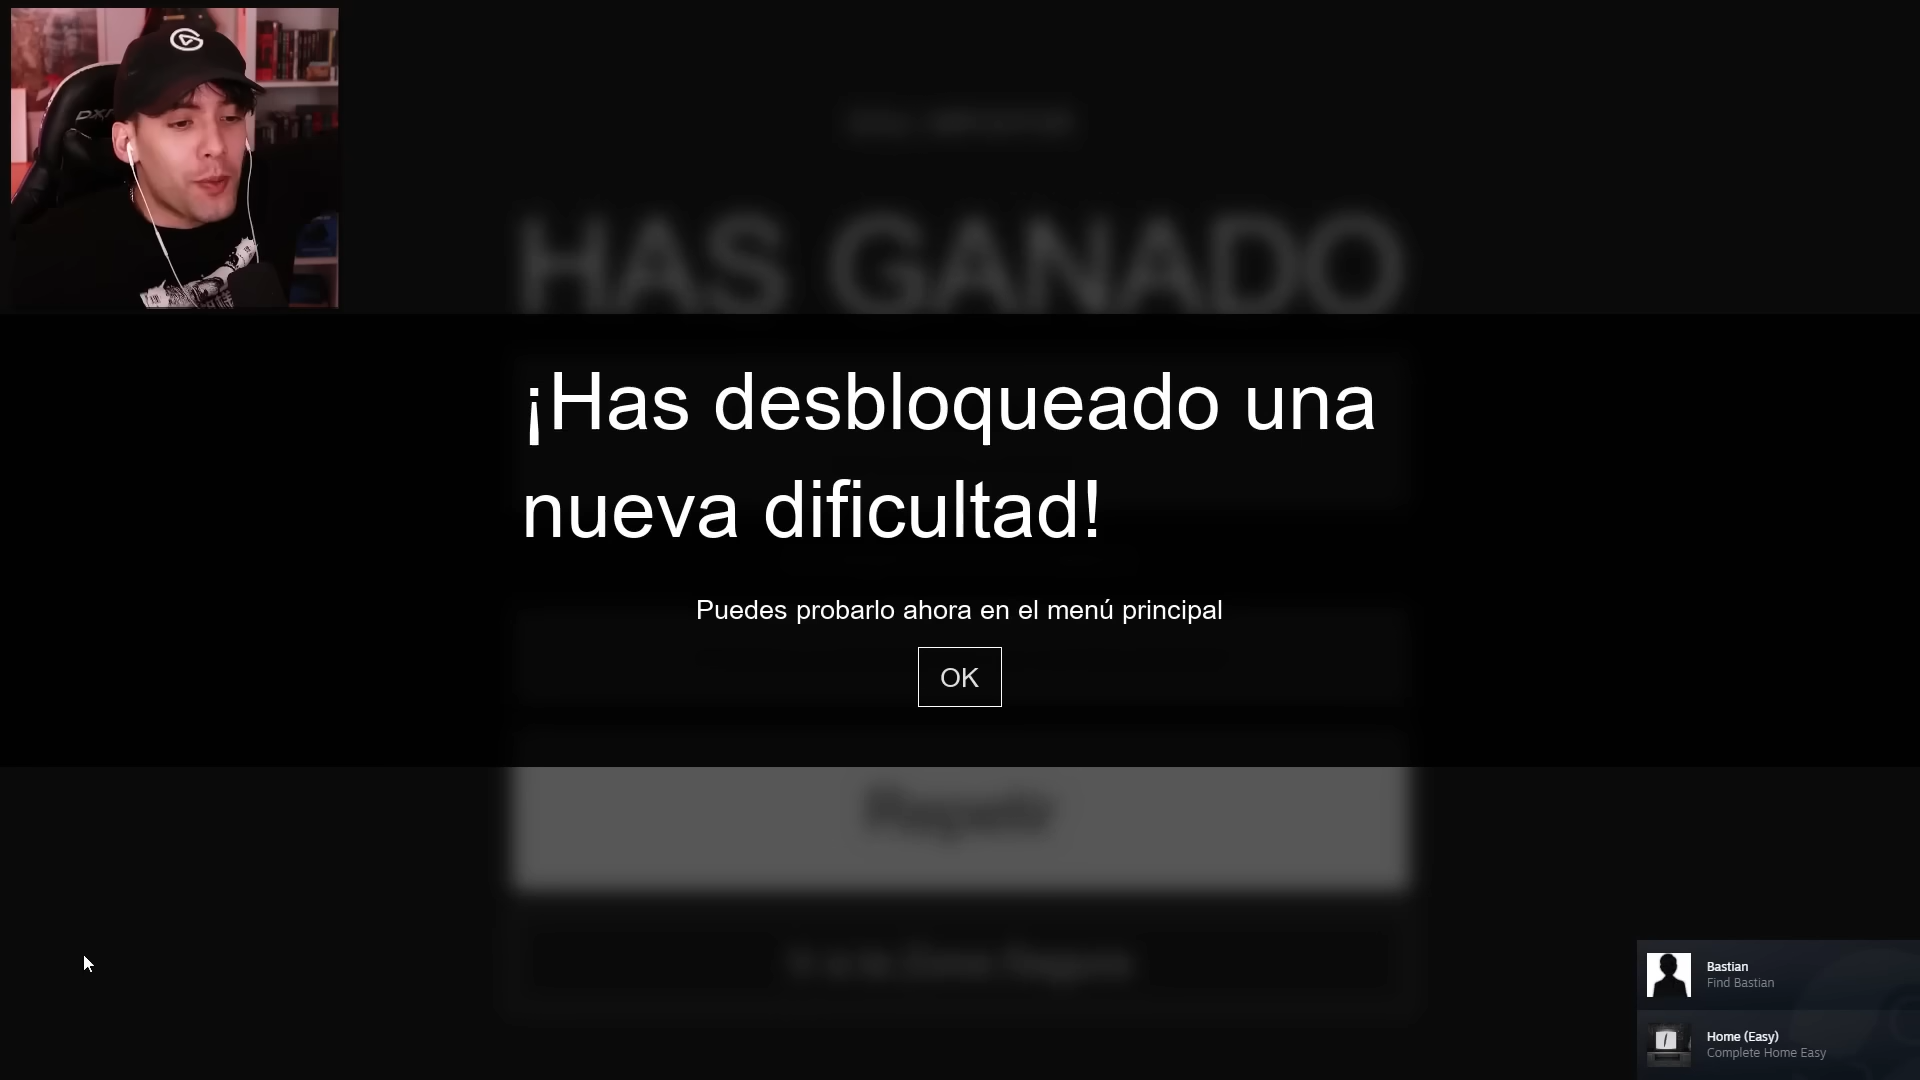 HAS GANADO
¡Has desbloqueado una
nueva dificultad!
Puedes probarlo ahora en el menú principal
OK
Repetir
Bastian
Find Bastian
Home (Easy)
Complete Home Easy